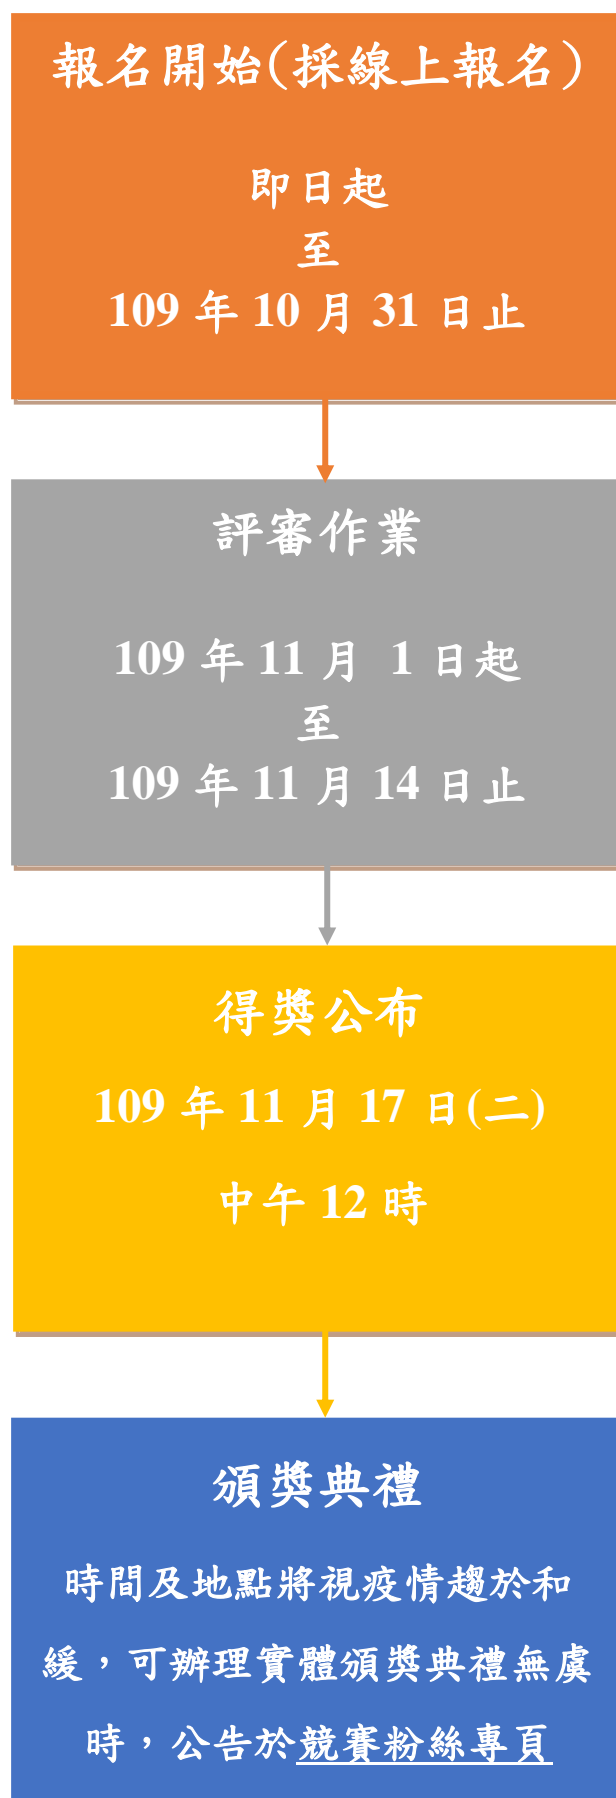 報名開始(採線上報名)
即日起
至
109 年 10 月 31 日止
評審作業
109 年 11 月 1 日起
至
109 年 11 月 14 日止
得獎公布
109 年 11 月 17 日(二)
中午 12 時
頒獎典禮
時間及地點將視疫情趨於和
緩，可辦理實體頒獎典禮無虞
時，公告於競賽粉絲專頁